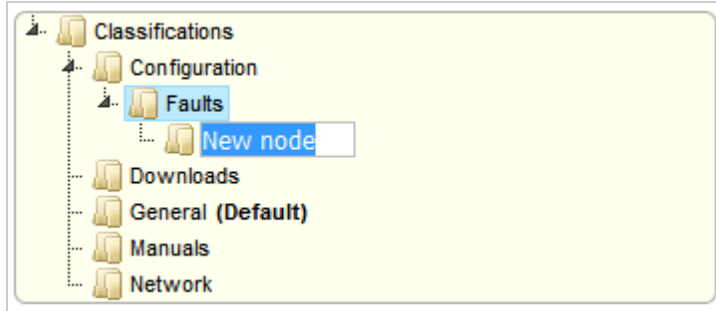 Classifications
Configuration
Faults
New node
Downloads
General (Default)
Manuals
Network